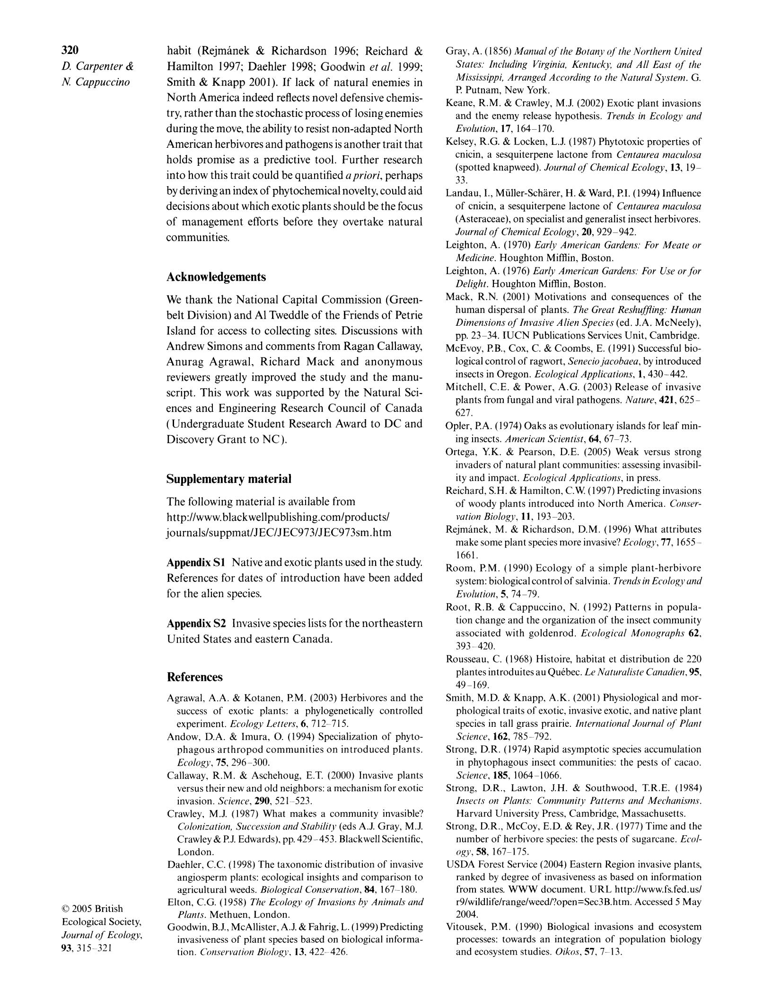 320
D. Carpenter &
N. Cappuccino
habit (Rejmánek & Richardson 1996; Reichard &
Hamilton 1997; Daehler 1998; Goodwin et al. 1999;
Smith & Knapp 2001). If lack of natural enemies in
North America indeed reflects novel defensive chemis-
try, rather than the stochastic process of losing enemies
during the move, the ability to resist non-adapted North
American herbivores and pathogens is another trait that
holds promise as a predictive tool. Further research
into how this trait could be quantified a priori, perhaps
by deriving an index of phytochemical novelty, could aid
decisions about which exotic plants should be the focus
of management efforts before they overtake natural
communities.
Acknowledgements
We thank the National Capital Commission (Green-
belt Division) and Al Tweddle of the Friends of Petrie
Island for access to collecting sites. Discussions with
Andrew Simons and comments from Ragan Callaway,
Anurag Agrawal, Richard Mack and anonymous
reviewers greatly improved the study and the manu-
script. This work was supported by the Natural Sci-
ences and Engineering Research Council of Canada
(Undergraduate Student Research Award to DC and
Discovery Grant to NC).
Supplementary material
The following material is available from
http://www.blackwellpublishing.com/products/
journals/suppmat/JEC/JEC973/JEC973sm.htm
Appendix S1 Native and exotic plants used in the study.
References for dates of introduction have been added
for the alien species.
Appendix S2 Invasive species lists for the northeastern
United States and eastern Canada.
References
Agrawal, A.A. & Kotanen, P.M. (2003) Herbivores and the
success of exotic plants: a phylogenetically controlled
experiment. Ecology Letters, 6, 712–715.
Andow, D.A. & Imura, O. (1994) Specialization of phyto-
phagous arthropod communities on introduced plants.
Ecology, 75, 296–300.
Callaway, R.M. & Aschehoug, E.T. (2000) Invasive plants
versus their new and old neighbors: a mechanism for exotic
invasion. Science, 290, 521–523.
Crawley, M.J. (1987) What makes a community invasible?
Colonization, Succession and Stability (eds A.J. Gray, M.J.
Crawley & P.J. Edwards), pp. 429–453. Blackwell Scientific,
London.
Daehler, C.C. (1998) The taxonomic distribution of invasive
angiosperm plants: ecological insights and comparison to
agricultural weeds. Biological Conservation, 84, 167–180.
Elton, C.G. (1958) The Ecology of Invasions by Animals and
Plants. Methuen, London.
Goodwin, B.J., McAllister, A.J. & Fahrig, L. (1999) Predicting
invasiveness of plant species based on biological informa-
tion. Conservation Biology, 13, 422–426.
Gray, A. (1856) Manual of the Botany of the Northern United
States: Including Virginia, Kentucky, and All East of the
Mississippi, Arranged According to the Natural System. G.
P. Putnam, New York.
Keane, R.M. & Crawley, M.J. (2002) Exotic plant invasions
and the enemy release hypothesis. Trends in Ecology and
Evolution, 17, 164–170.
Kelsey, R.G. & Locken, L.J. (1987) Phytotoxic properties of
cnicin, a sesquiterpene lactone from Centaurea maculosa
(spotted knapweed). Journal of Chemical Ecology, 13, 19–
33.
Landau, I., Müller-Schärer, H. & Ward, P.I. (1994) Influence
of cnicin, a sesquiterpene lactone of Centaurea maculosa
(Asteraceae), on specialist and generalist insect herbivores.
Journal of Chemical Ecology, 20, 929–942.
Leighton, A. (1970) Early American Gardens: For Meate or
Medicine. Houghton Mifflin, Boston.
Leighton, A. (1976) Early American Gardens: For Use or for
Delight. Houghton Mifflin, Boston.
Mack, R.N. (2001) Motivations and consequences of the
human dispersal of plants. The Great Reshuffling: Human
Dimensions of Invasive Alien Species (ed. J.A. McNeely),
pp. 23–34. IUCN Publications Services Unit, Cambridge.
McEvoy, P.B., Cox, C. & Coombs, E. (1991) Successful bio-
logical control of ragwort, Senecio jacobaea, by introduced
insects in Oregon. Ecological Applications, 1, 430–442.
Mitchell, C.E. & Power, A.G. (2003) Release of invasive
plants from fungal and viral pathogens. Nature, 421, 625–
627.
Opler, P.A. (1974) Oaks as evolutionary islands for leaf min-
ing insects. American Scientist, 64, 67–73.
Ortega, Y.K. & Pearson, D.E. (2005) Weak versus strong
invaders of natural plant communities: assessing invasibil-
ity and impact. Ecological Applications, in press.
Reichard, S.H. & Hamilton, C.W. (1997) Predicting invasions
of woody plants introduced into North America. Conser-
vation Biology, 11, 193–203.
Rejmánek, M. & Richardson, D.M. (1996) What attributes
make some plant species more invasive? Ecology, 77, 1655–
1661.
Room, P.M. (1990) Ecology of a simple plant-herbivore
system: biological control of salvinia. Trends in Ecology and
Evolution, 5, 74–79.
Root, R.B. & Cappuccino, N. (1992) Patterns in popula-
tion change and the organization of the insect community
associated with goldenrod. Ecological Monographs 62,
393–420.
Rousseau, C. (1968) Histoire, habitat et distribution de 220
plantes introduites au Québec. Le Naturaliste Canadien, 95,
49–169.
Smith, M.D. & Knapp, A.K. (2001) Physiological and mor-
phological traits of exotic, invasive exotic, and native plant
species in tall grass prairie. International Journal of Plant
Science, 162, 785–792.
Strong, D.R. (1974) Rapid asymptotic species accumulation
in phytophagous insect communities: the pests of cacao.
Science, 185, 1064–1066.
Strong, D.R., Lawton, J.H. & Southwood, T.R.E. (1984)
Insects on Plants: Community Patterns and Mechanisms.
Harvard University Press, Cambridge, Massachusetts.
Strong, D.R., McCoy, E.D. & Rey, J.R. (1977) Time and the
number of herbivore species: the pests of sugarcane. Ecol-
ogy, 58, 167–175.
USDA Forest Service (2004) Eastern Region invasive plants,
ranked by degree of invasiveness as based on information
from states. WWW document. URL http://www.fs.fed.us/
r9/wildlife/range/weed/?open=Sec3B.htm. Accessed 5 May
2004.
Vitousek, P.M. (1990) Biological invasions and ecosystem
processes: towards an integration of population biology
and ecosystem studies. Oikos, 57, 7–13.
© 2005 British
Ecological Society,
Journal of Ecology,
93, 315–321